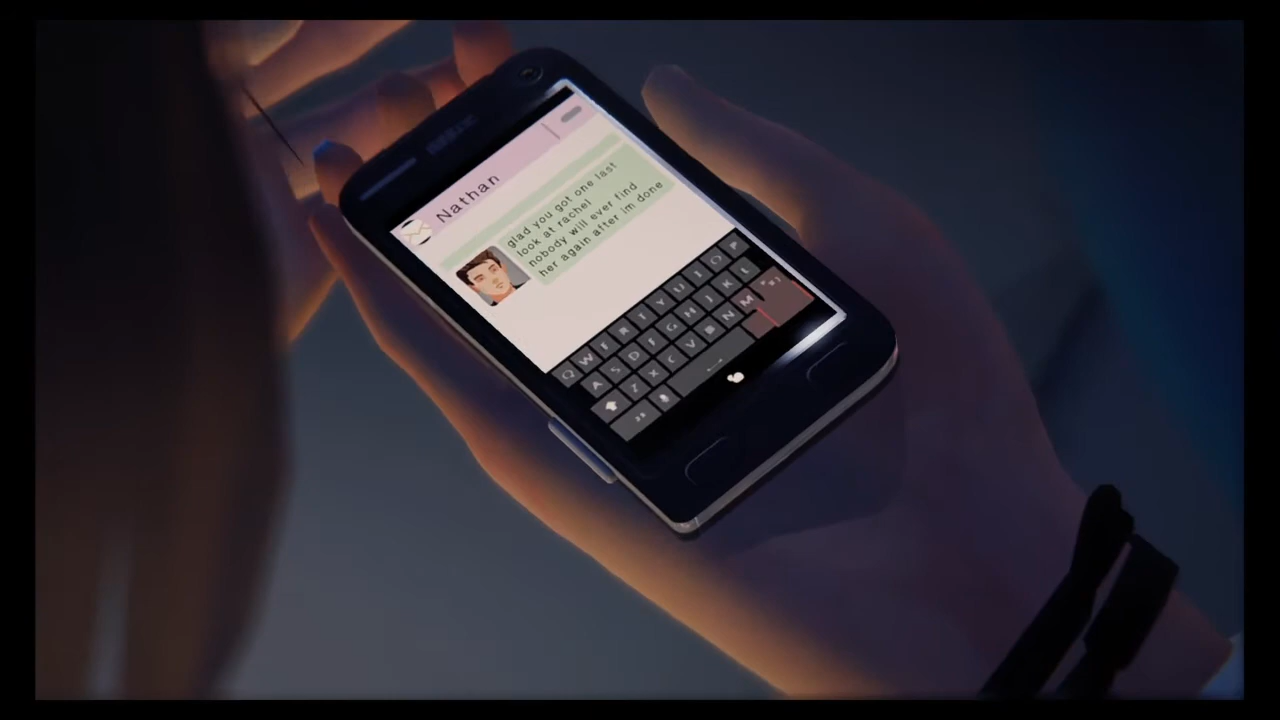 Nathan
glad you got one last
look at rachel
nobody will ever find
her again after im done
Q W E R T Y U I O P
A S D F G H J K L
Z X C V B N M